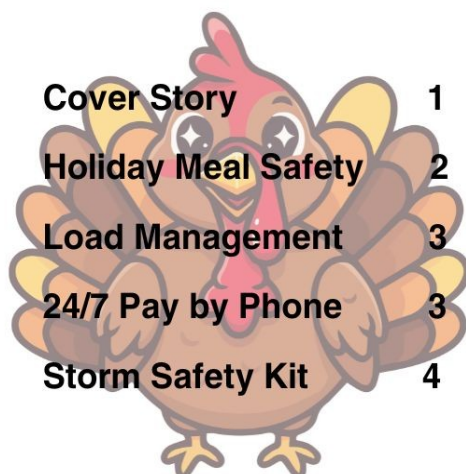 Cover Story 1
Holiday Meal Safety 2
Load Management 3
24/7 Pay by Phone 3
Storm Safety Kit 4